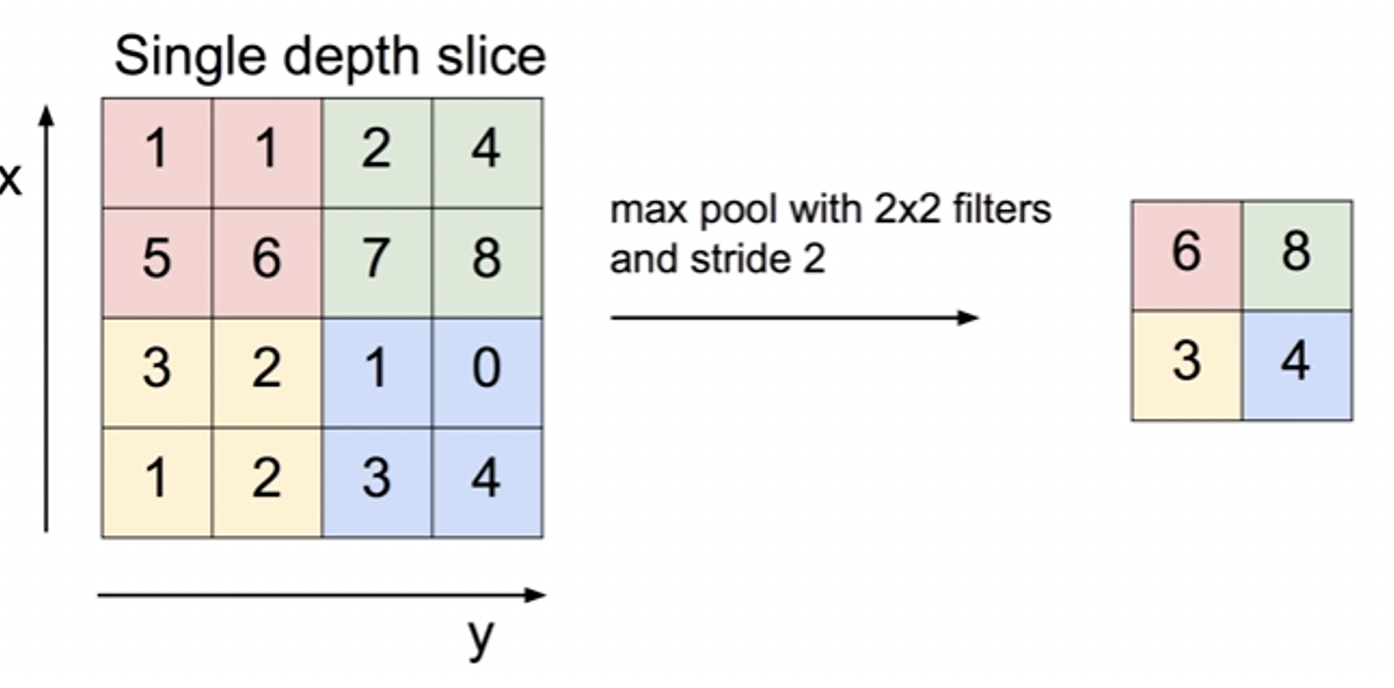 Single depth slice
x
1 1 2 4
5 6 7 8
3 2 1 0
1 2 3 4
y
max pool with 2x2 filters
and stride 2
6 8
3 4